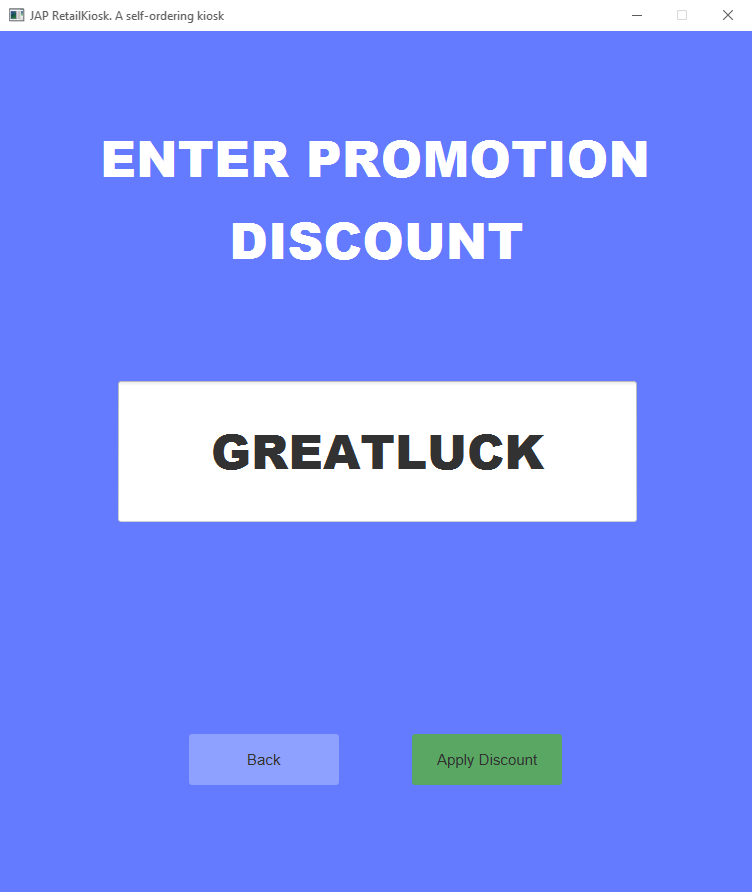 JAP RetailKiosk. A self-ordering kiosk
ENTER PROMOTION
DISCOUNT
GREATLUCK
Back
Apply Discount